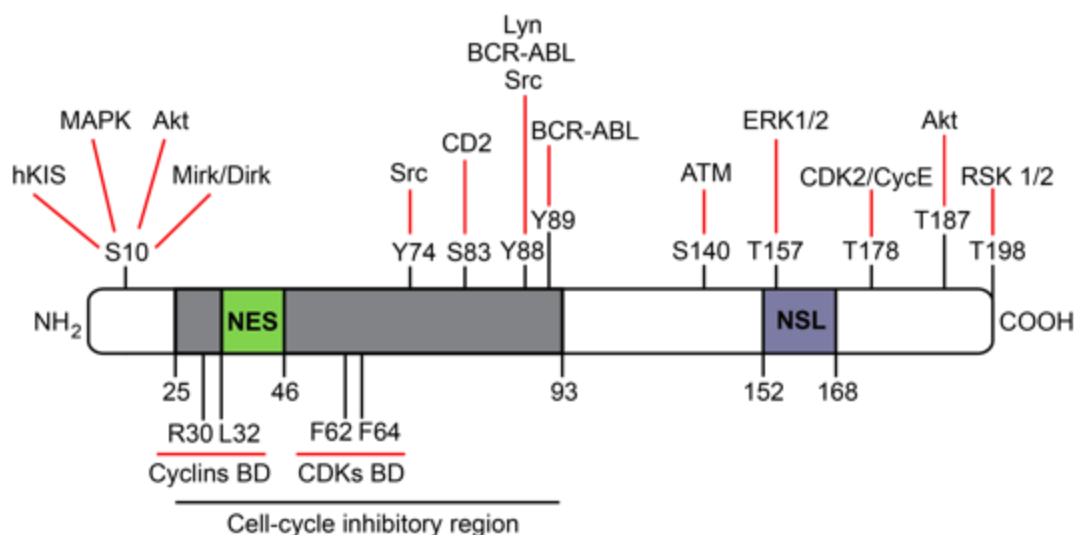 Lyn
BCR-ABL
Src
MAPK Akt
hKIS Mirk/Dirk
CD2
BCR-ABL
Src
ATM
ERK1/2
CDK2/CycE
Akt
RSK 1/2
S10 Y74 S83 Y88 Y89 S140 T157 T178 T187 T198
NH2 NES NSL COOH
25 46 93 152 168
R30 L32 F62 F64
Cyclins BD CDKs BD
Cell-cycle inhibitory region